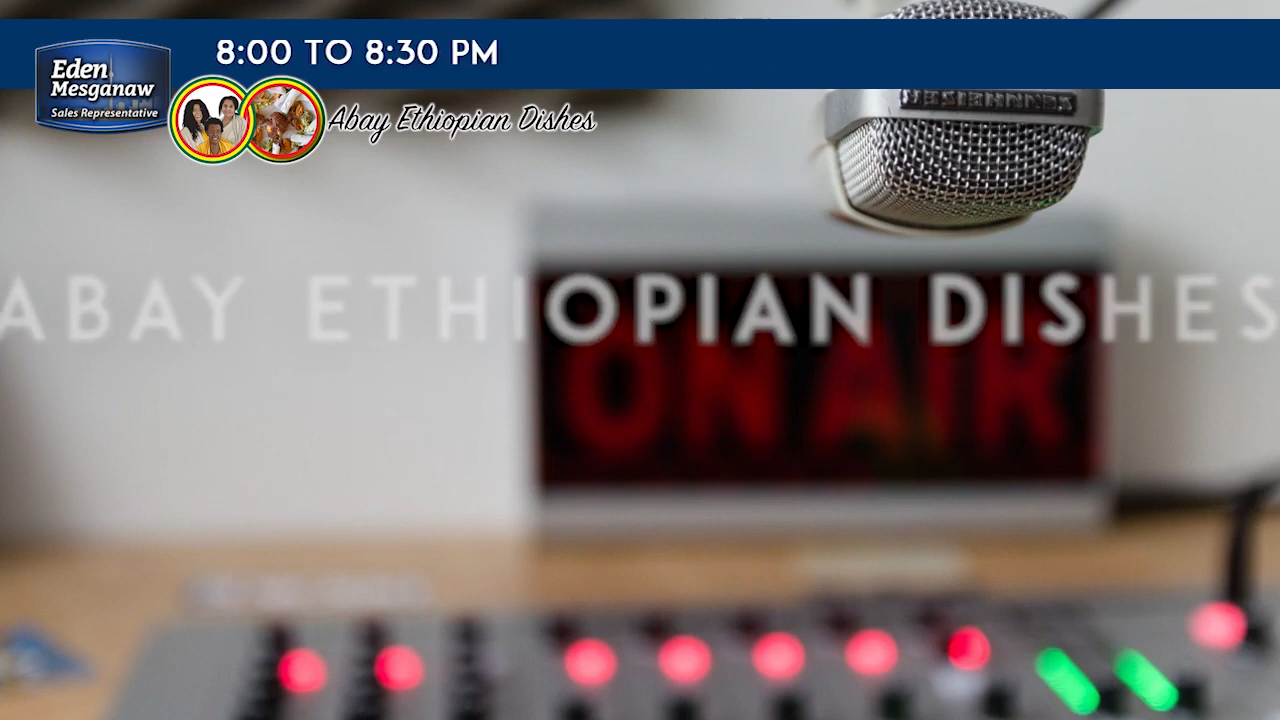 8:00 TO 8:30 PM
Eden
Mesganaw
Sales Representative
Abay Ethiopian Dishes
ABAY ETHIOPIAN DISHES
ON AIR